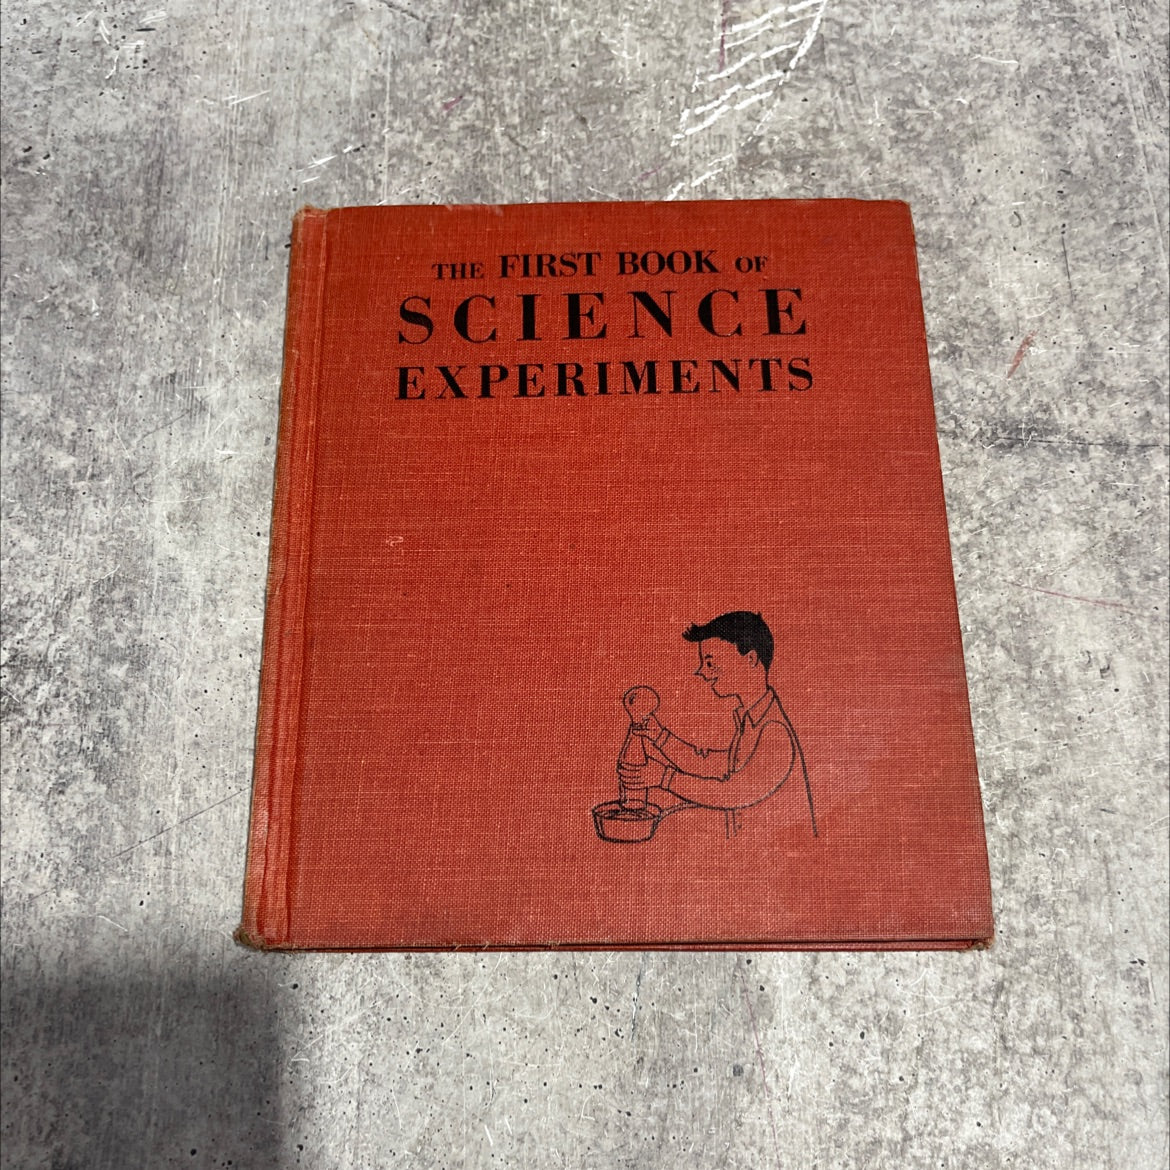 THE FIRST BOOK OF
SCIENCE
EXPERIMENTS